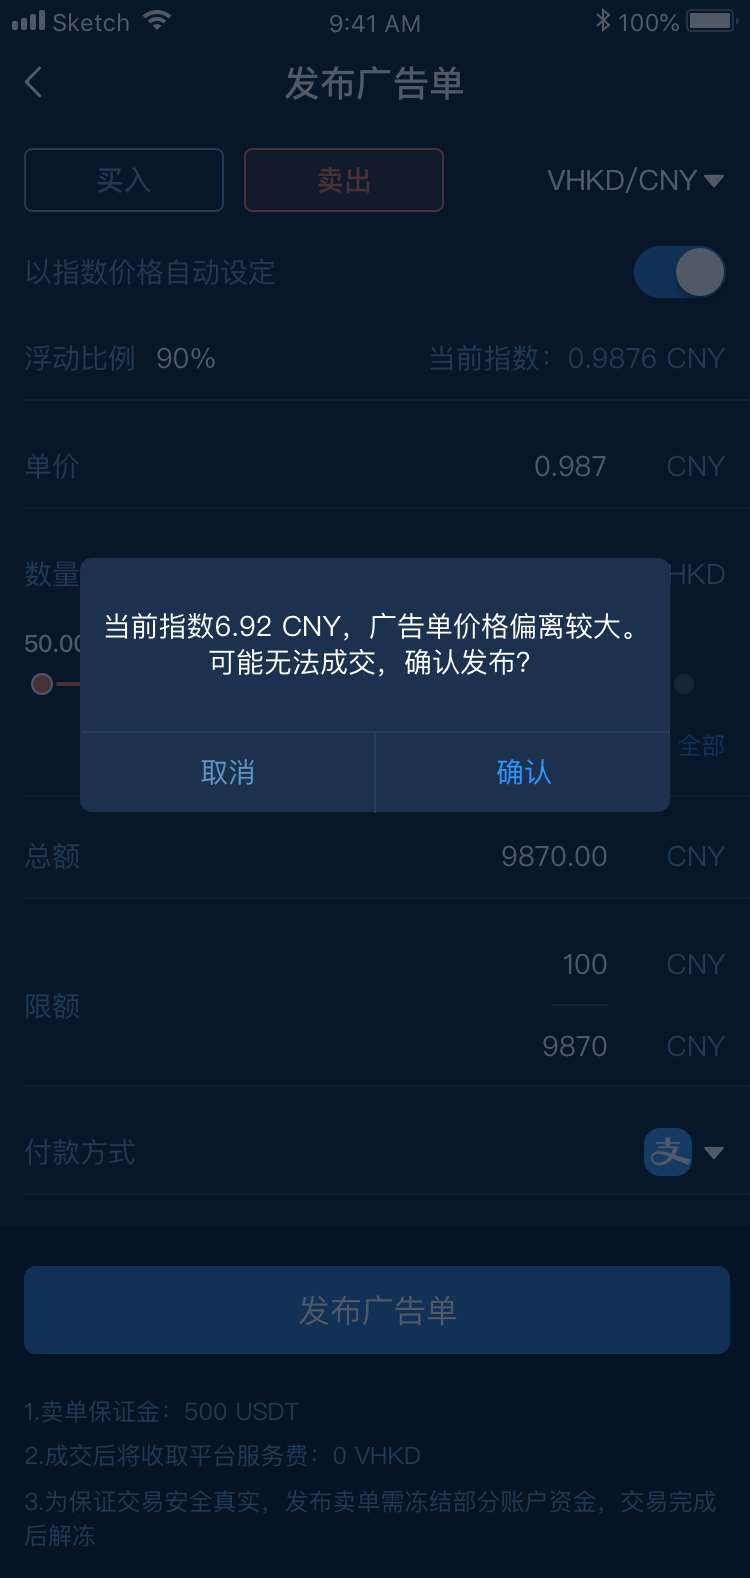 Sketch 9:41 AM 100%
发布广告单
买入 卖出 VHKD/CNY
以指数价格自动设定
浮动比例 90% 当前指数：0.9876 CNY
单价 0.987 CNY
数量 HKD
50.00
当前指数6.92 CNY，广告单价格偏离较大。
可能无法成交，确认发布？
全部
取消 确认
总额 9870.00 CNY
100 CNY
限额
9870 CNY
付款方式 支
发布广告单
1.卖单保证金：500 USDT
2.成交后将收取平台服务费：0 VHKD
3.为保证交易安全真实，发布卖单需冻结部分账户资金，交易完成
后解冻